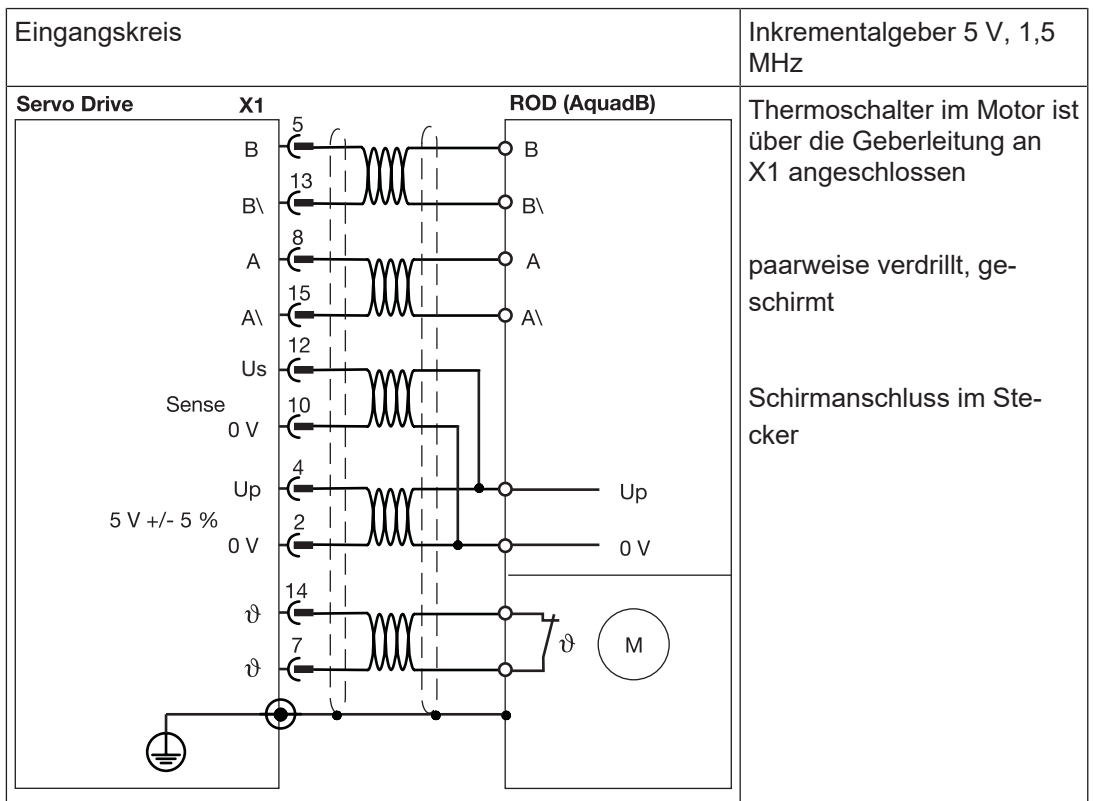 Eingangskreis
Inkrementalgeber 5 V, 1,5
MHz
Servo Drive X1 ROD (AquadB)
Thermoschalter im Motor ist
über die Geberleitung an
X1 angeschlossen
paarweise verdrillt, ge-
schirmt
Schirmanschluss im Ste-
cker
5
B B
13
B\ B\
8
A A
15
A\ A\
12
Us
Sense 10
0 V
4
Up Up
5 V +/- 5 %
2
0 V 0 V
14
ϑ
ϑ M
7
ϑ